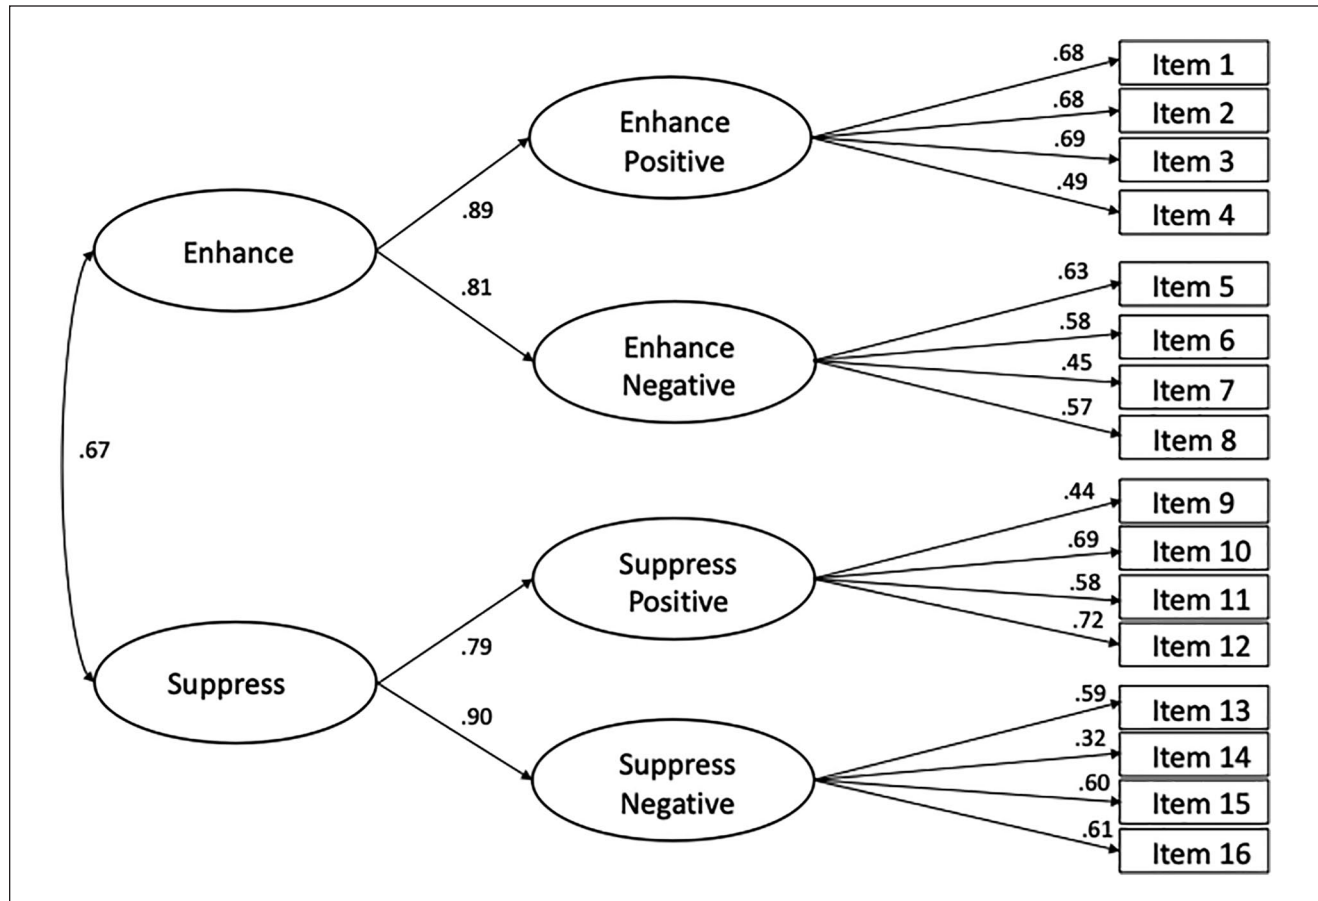 .67
Enhance
.89
.81
Enhance
Positive
.68
.68
.69
.49
Item 1
Item 2
Item 3
Item 4
Enhance
Negative
.63
.58
.45
.57
Item 5
Item 6
Item 7
Item 8
Suppress
.79
.90
Suppress
Positive
.44
.69
.58
.72
Item 9
Item 10
Item 11
Item 12
Suppress
Negative
.59
.32
.60
.61
Item 13
Item 14
Item 15
Item 16